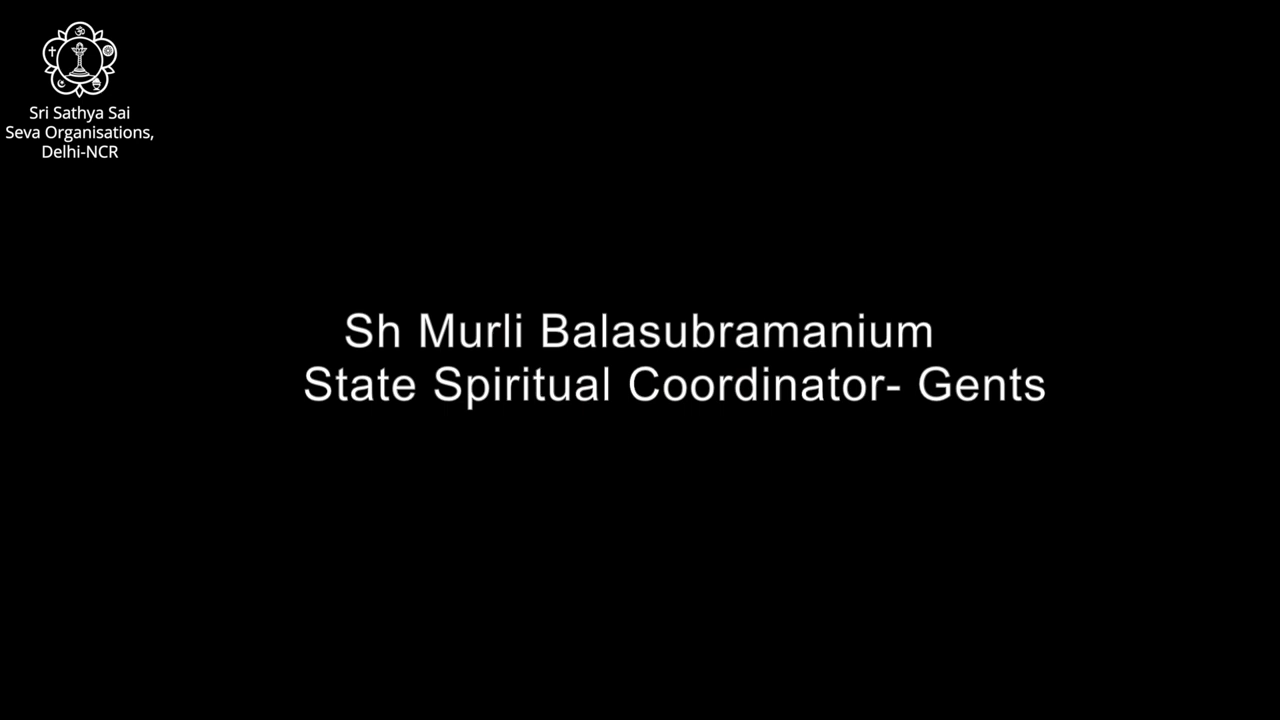 Sri Sathya Sai
Seva Organisations,
Delhi-NCR
Sh Murli Balasubramanium
State Spiritual Coordinator- Gents